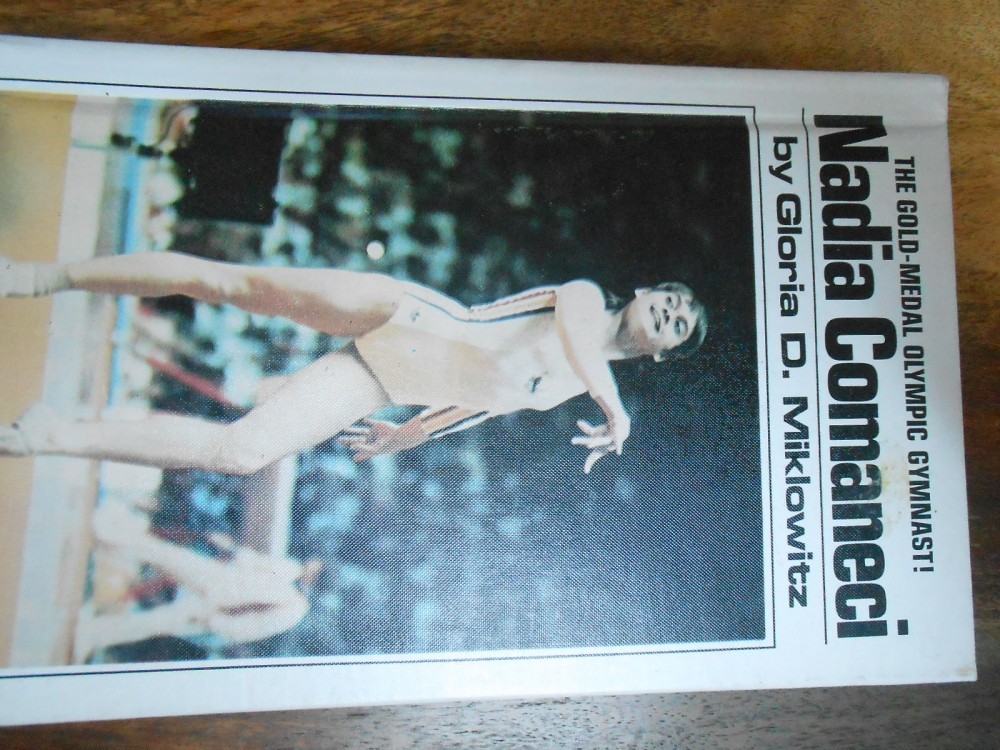 THE GOLD-MEDAL OLYMPIC GYMNAST!
Nadia Comaneci
by Gloria D. Miklowitz